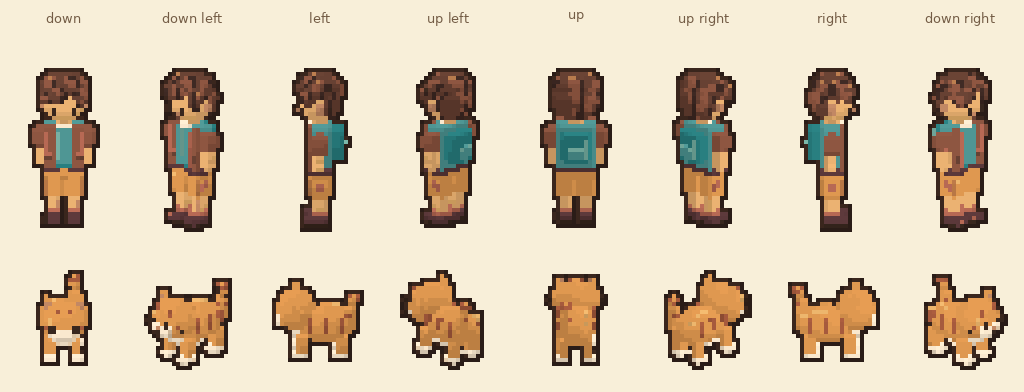 down
down left
left
up left
up
up right
right
down right